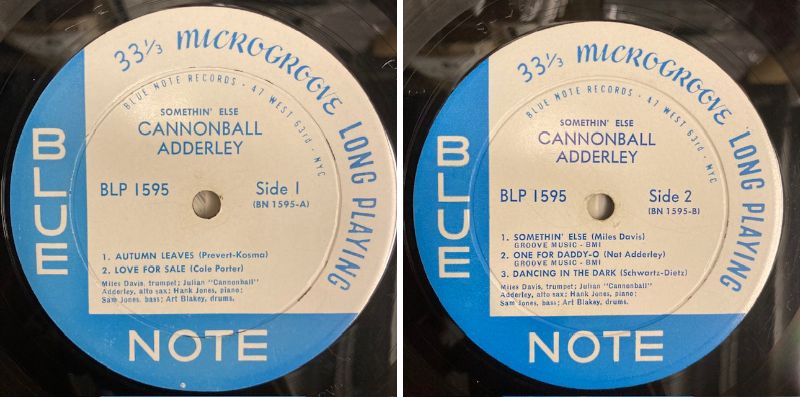 33⅓ MICROGROOVE LONG PLAYING
BLUE NOTE RECORDS · 47 WEST 63rd · NYC
SOMETHIN' ELSE
CANNONBALL
ADDERLEY
BLP 1595 Side 1
(BN 1595-A)
1. AUTUMN LEAVES (Prevert-Kosma)
2. LOVE FOR SALE (Cole Porter)
Miles Davis, trumpet; Julian "Cannonball"
Adderley, alto sax; Hank Jones, piano;
Sam Jones, bass; Art Blakey, drums.
BLUE
NOTE
33⅓ MICROGROOVE LONG PLAYING
BLUE NOTE RECORDS · 47 WEST 63rd · NYC
SOMETHIN' ELSE
CANNONBALL
ADDERLEY
BLP 1595 Side 2
(BN 1595-B)
1. SOMETHIN' ELSE (Miles Davis)
GROOVE MUSIC - BMI
2. ONE FOR DADDY-O (Nat Adderley)
GROOVE MUSIC - BMI
3. DANCING IN THE DARK (Schwartz-Dietz)
Miles Davis, trumpet; Julian "Cannonball"
Adderley, alto sax; Hank Jones, piano;
Sam Jones, bass; Art Blakey, drums.
BLUE
NOTE